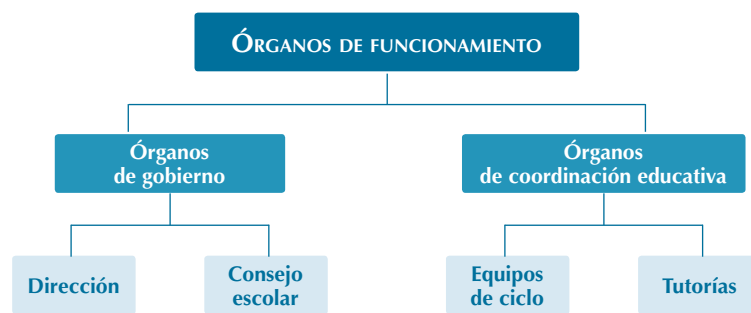 ÓRGANOS DE FUNCIONAMIENTO
Órganos
de gobierno
Órganos
de coordinación educativa
Dirección
Consejo
escolar
Equipos
de ciclo
Tutorías